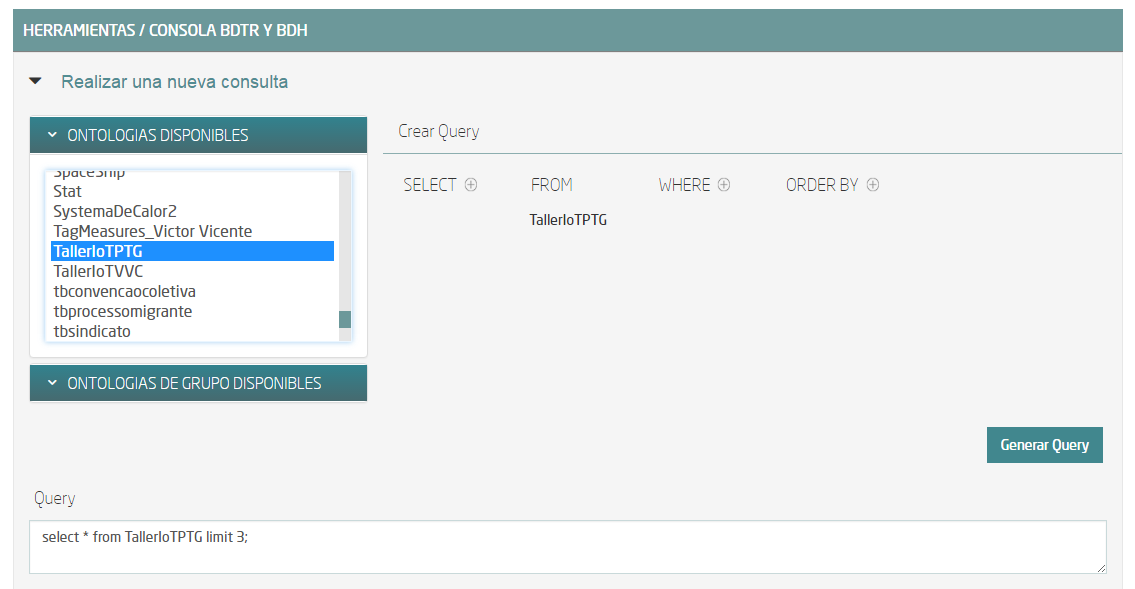 HERRAMIENTAS / CONSOLA BDTR Y BDH
Realizar una nueva consulta
ONTOLOGIAS DISPONIBLES
SpaceShip
Stat
SystemaDeCalor2
TagMeasures_Victor Vicente
TallerIoTPTG
TallerIoTVVC
tbconvencaocoletiva
tbprocessomigrante
tbsindicato
ONTOLOGIAS DE GRUPO DISPONIBLES
Crear Query
SELECT FROM WHERE ORDER BY
TallerIoTPTG
Generar Query
Query
select * from TallerIoTPTG limit 3;